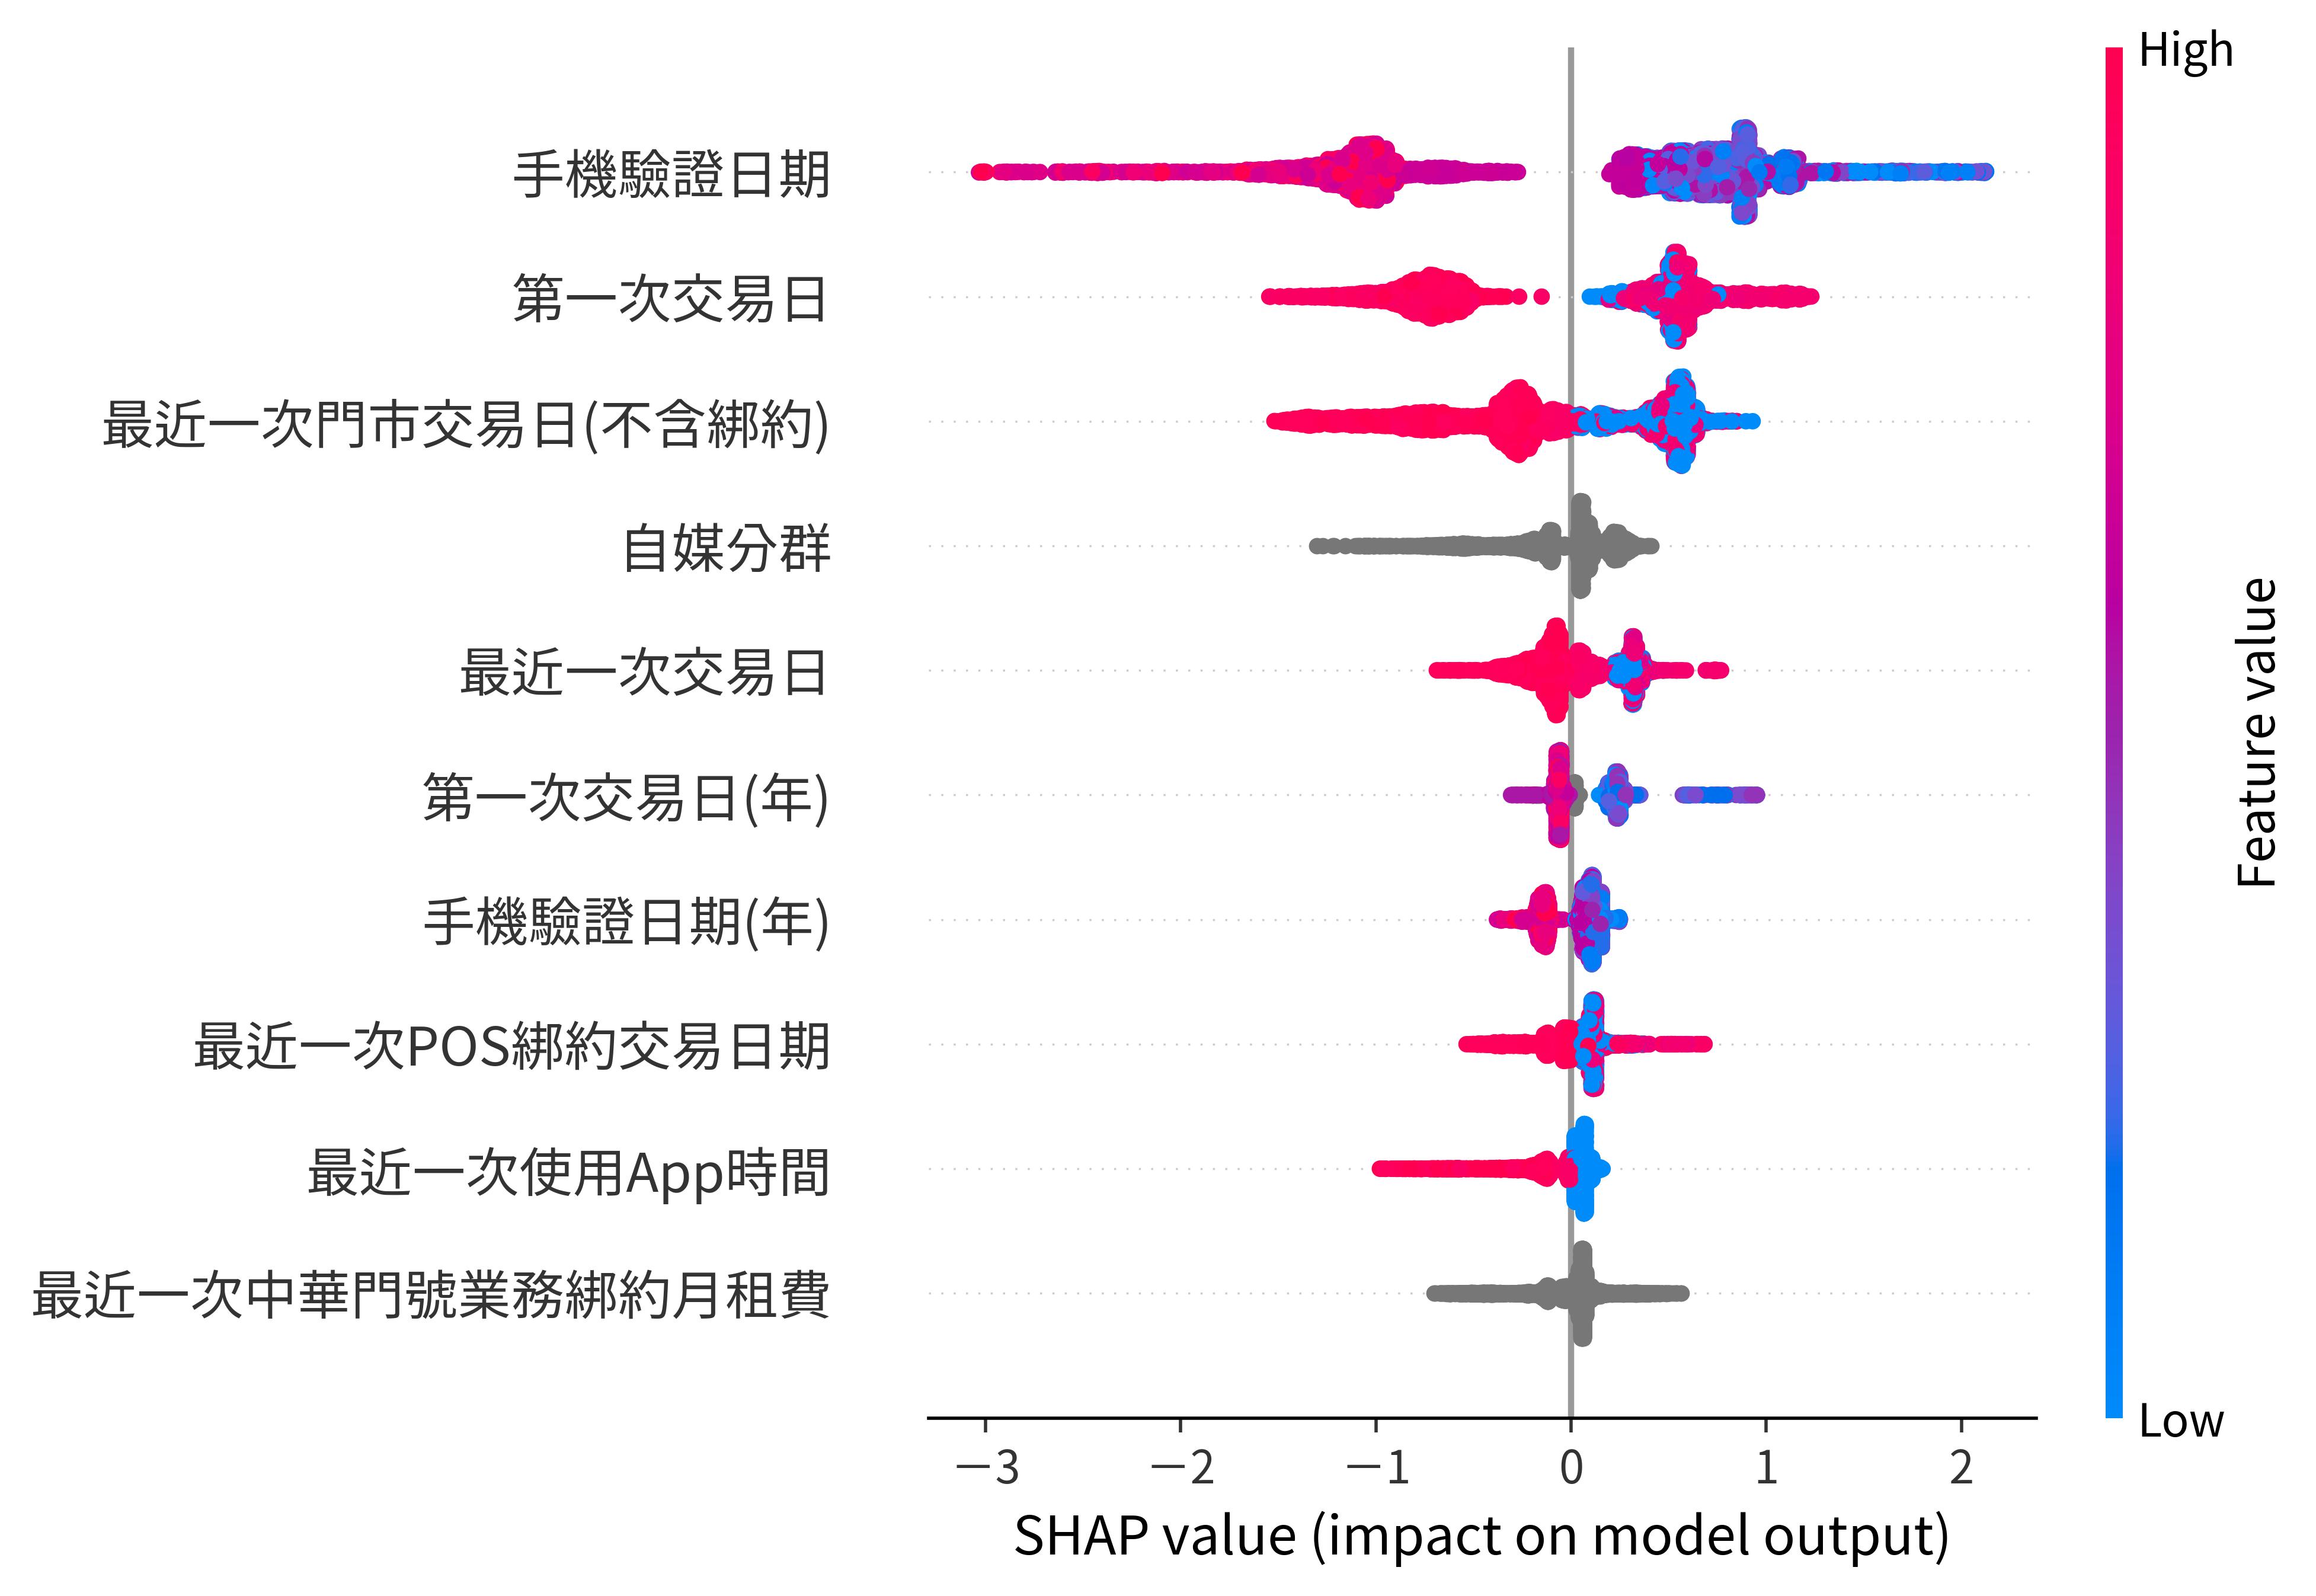 High
手機驗證日期
第一次交易日
最近一次門市交易日(不含綁約)
自媒分群
最近一次交易日
第一次交易日(年)
手機驗證日期(年)
最近一次POS綁約交易日期
最近一次使用App時間
最近一次中華門號業務綁約月租費
Feature value
Low
−3 −2 −1 0 1 2
SHAP value (impact on model output)